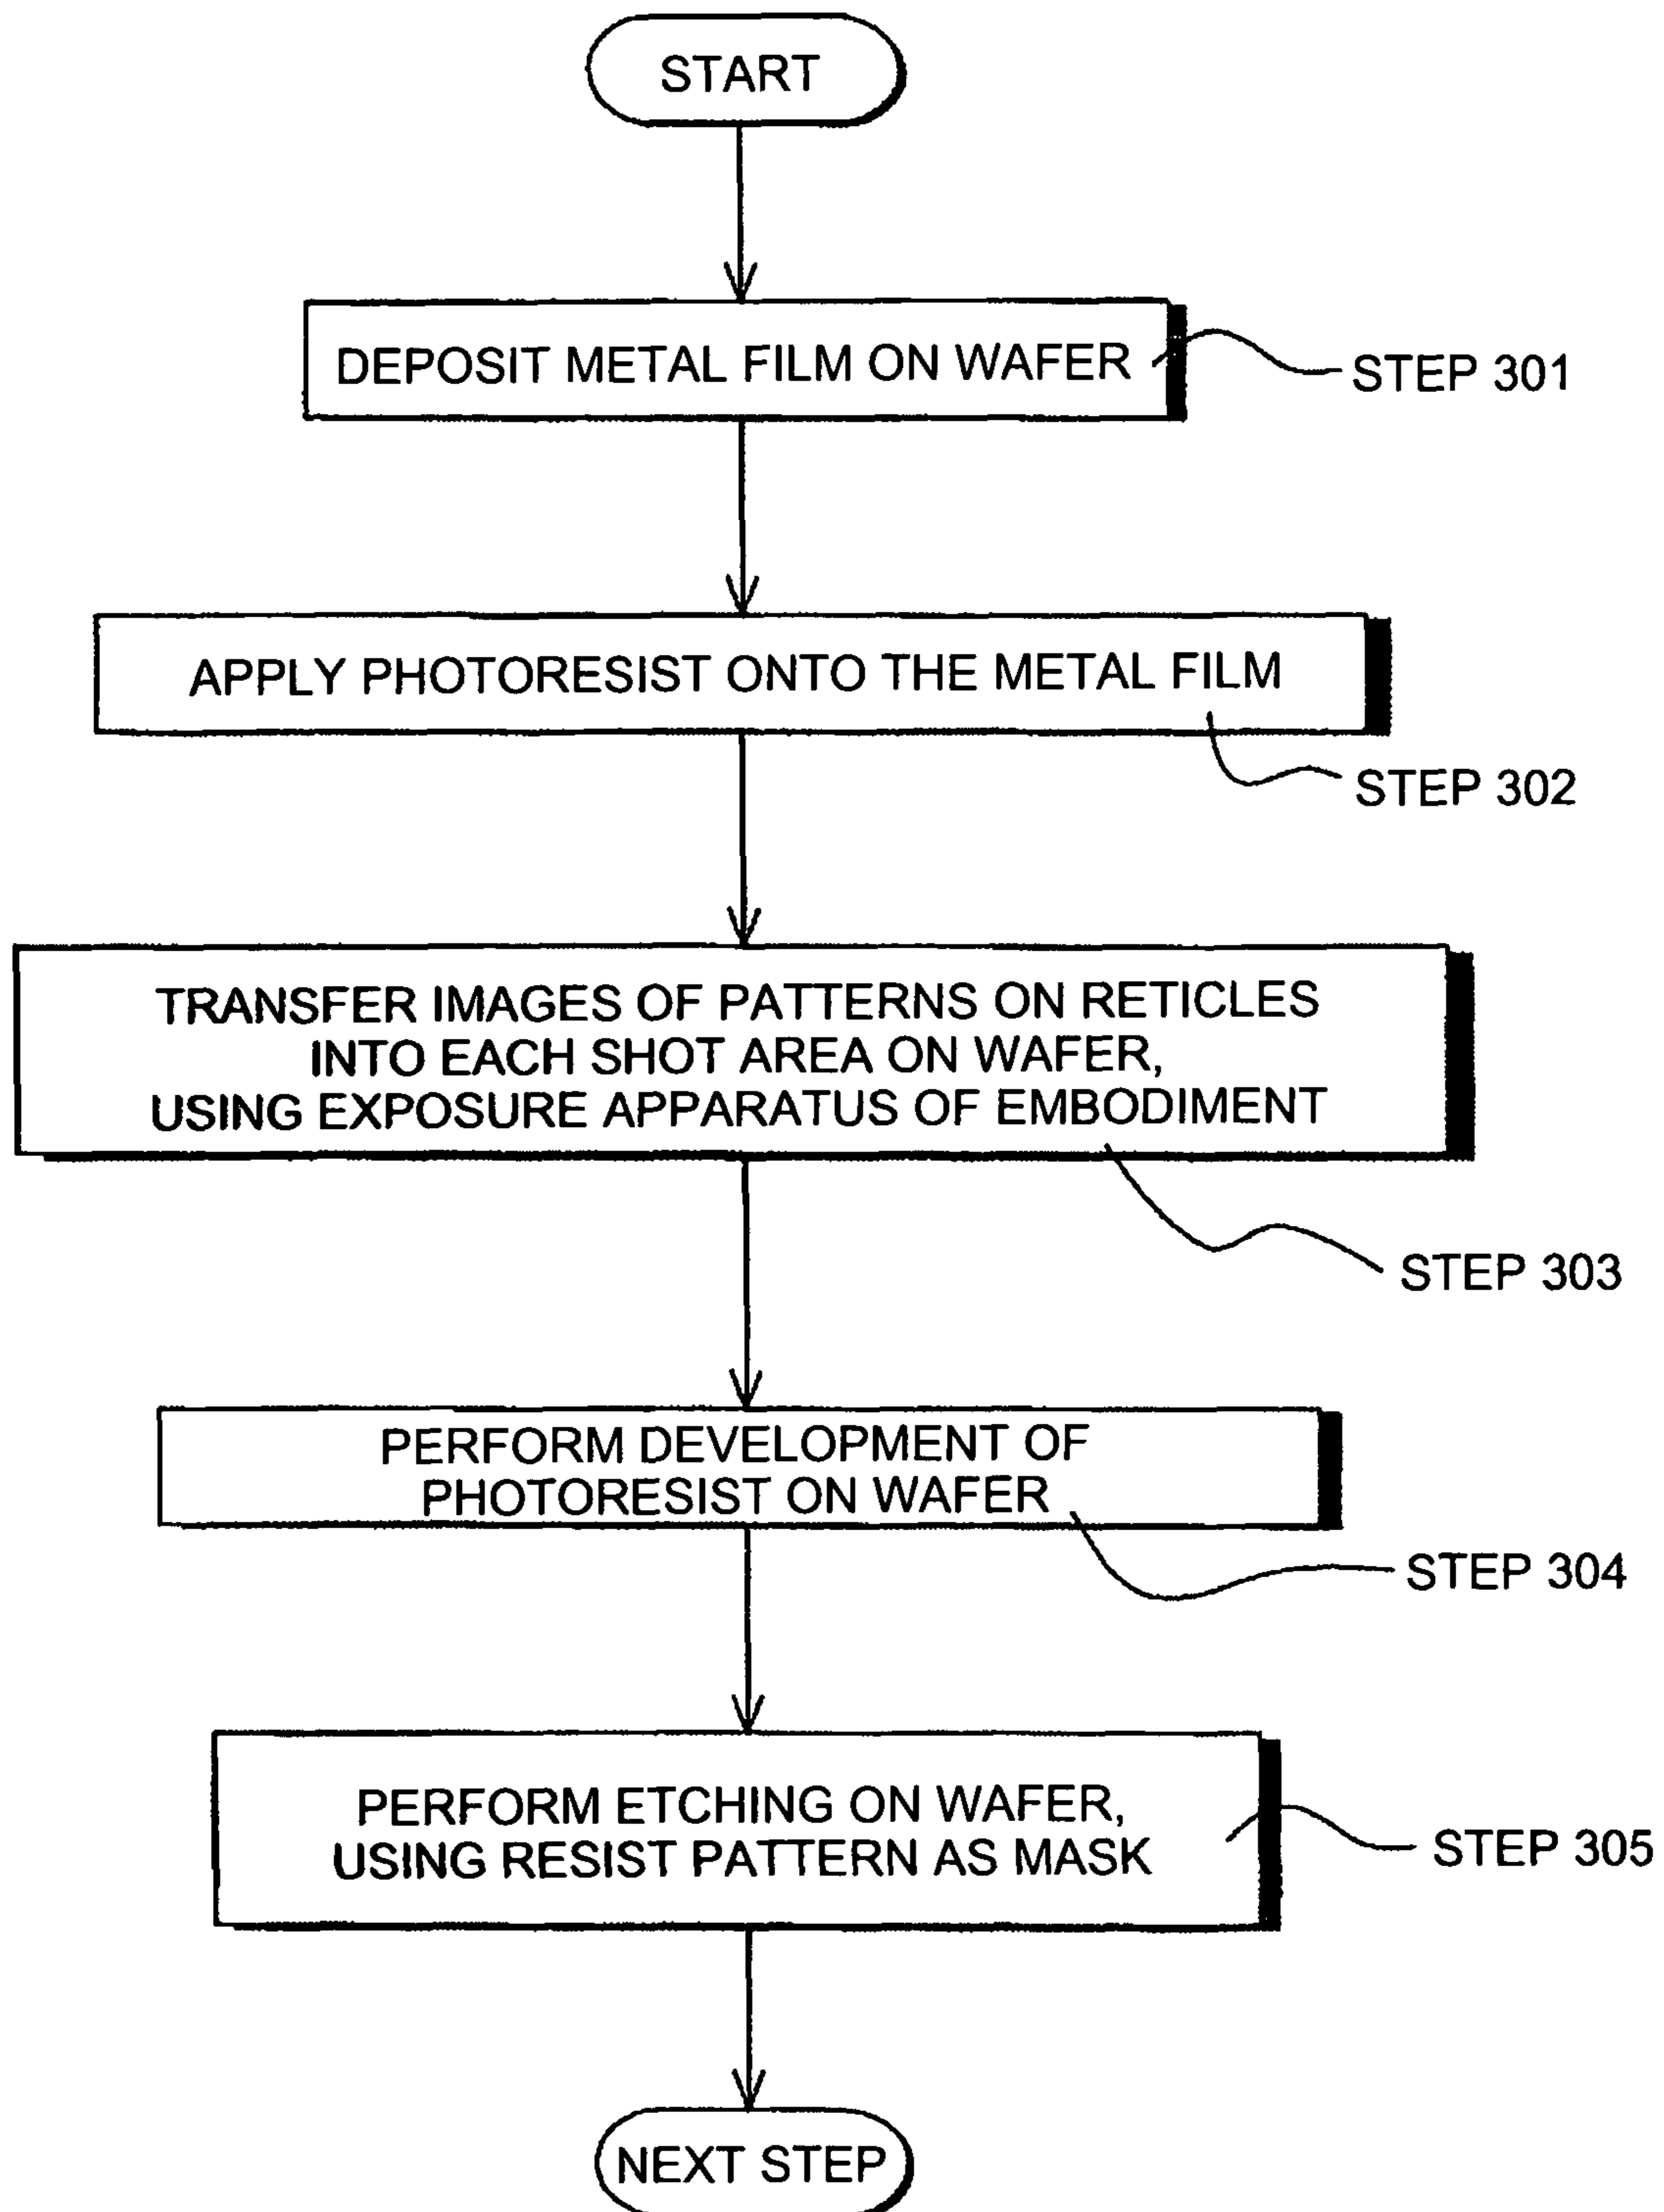 START
DEPOSIT METAL FILM ON WAFER
STEP 301
APPLY PHOTORESIST ONTO THE METAL FILM
STEP 302
TRANSFER IMAGES OF PATTERNS ON RETICLES
INTO EACH SHOT AREA ON WAFER,
USING EXPOSURE APPARATUS OF EMBODIMENT
STEP 303
PERFORM DEVELOPMENT OF
PHOTORESIST ON WAFER
STEP 304
PERFORM ETCHING ON WAFER,
USING RESIST PATTERN AS MASK
STEP 305
NEXT STEP